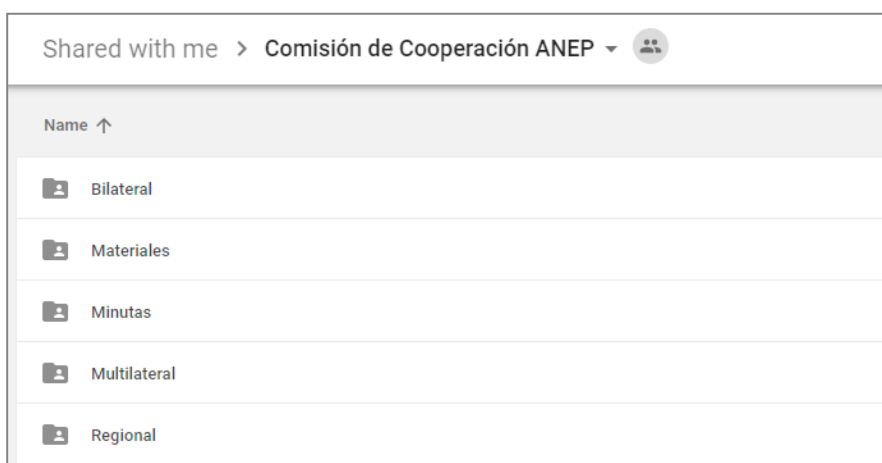 Shared with me > Comisión de Cooperación ANEP
Name ↑
Bilateral
Materiales
Minutas
Multilateral
Regional